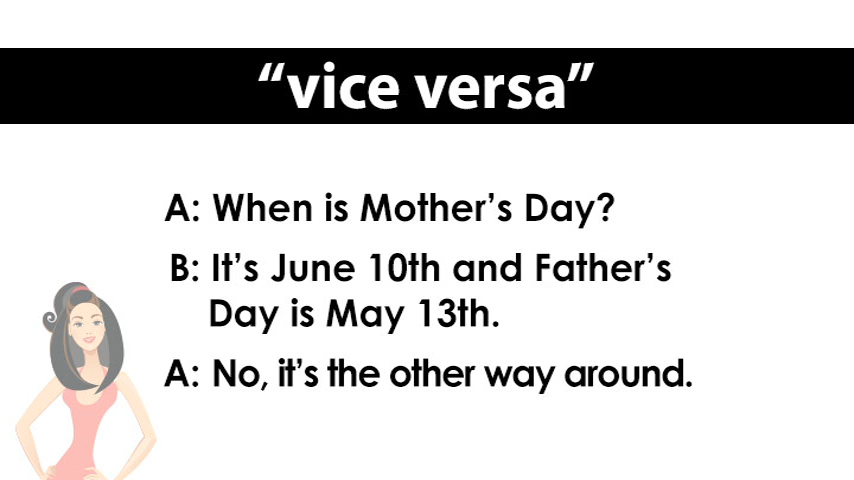 “vice versa”
A: When is Mother’s Day?
B: It’s June 10th and Father’s
Day is May 13th.
A: No, it’s the other way around.